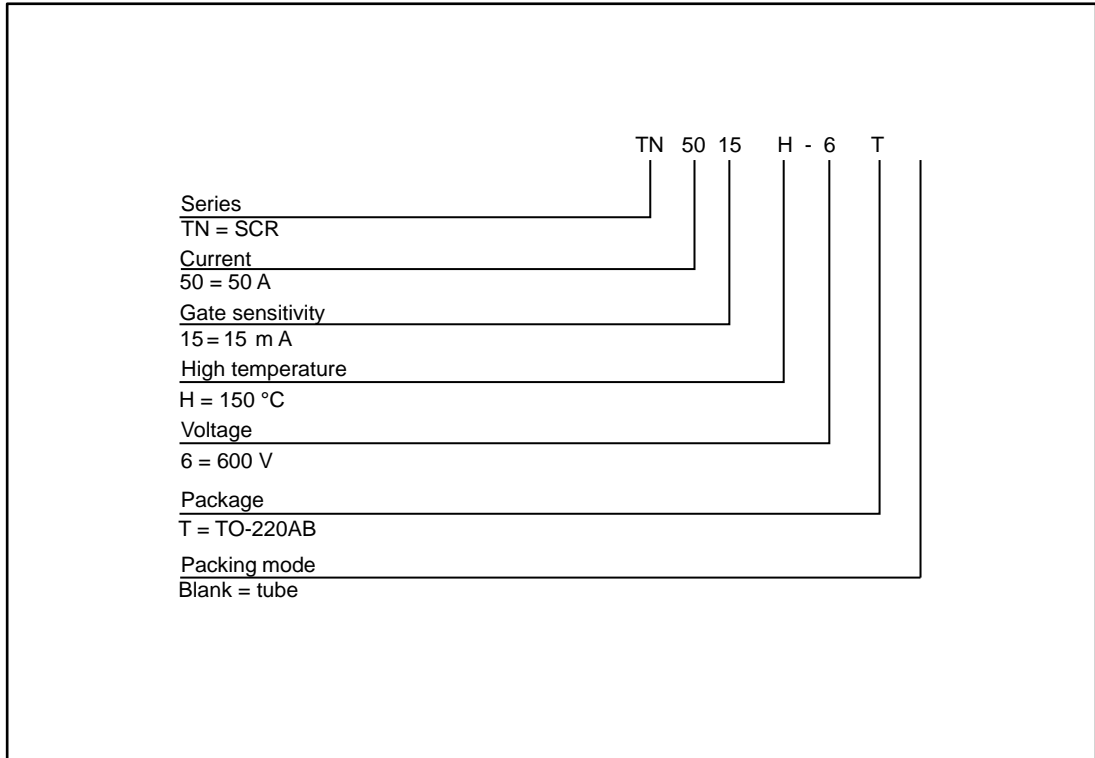 TN 50 15 H - 6 T
Series
TN = SCR
Current
50 = 50 A
Gate sensitivity
15 = 15 m A
High temperature
H = 150 °C
Voltage
6 = 600 V
Package
T = TO-220AB
Packing mode
Blank = tube